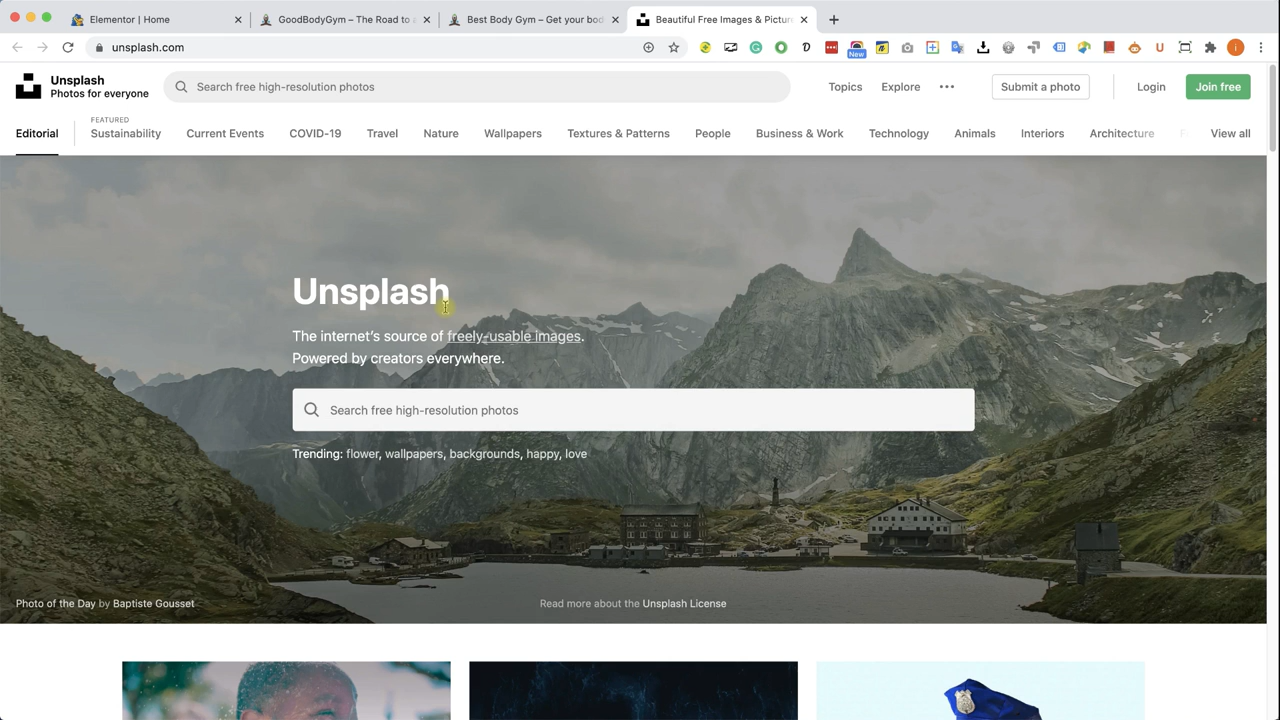 Elementor | Home
GoodBodyGym – The Road to
Best Body Gym – Get your bod
Beautiful Free Images & Picture
unsplash.com
New
Unsplash
Photos for everyone
Search free high-resolution photos
Topics
Explore
Submit a photo
Login
Join free
Editorial
FEATURED
Sustainability
Current Events
COVID-19
Travel
Nature
Wallpapers
Textures & Patterns
People
Business & Work
Technology
Animals
Interiors
Architecture
View all
Unsplash
The internet's source of freely-usable images.
Powered by creators everywhere.
Search free high-resolution photos
Trending: flower, wallpapers, backgrounds, happy, love
Photo of the Day by Baptiste Gousset
Read more about the Unsplash License